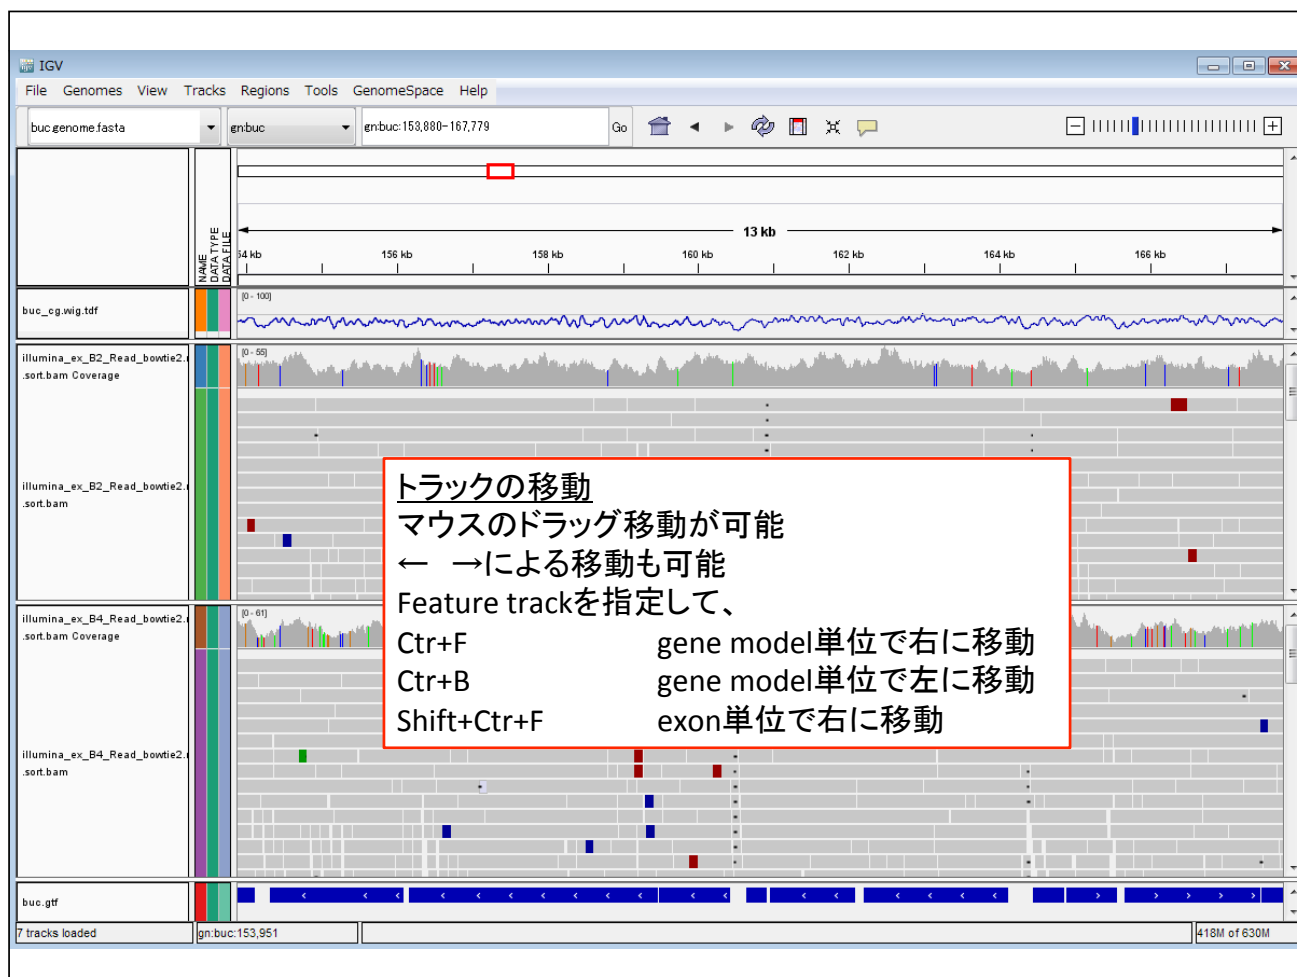 IGV
File Genomes View Tracks Regions Tools GenomeSpace Help
buc.genome.fasta gn:buc gn:buc:153,880-167,779 Go
NAME
DATA TYPE
DATA FILE
13 kb
54 kb 156 kb 158 kb 160 kb 162 kb 164 kb 166 kb
buc_cg.wig.tdf
[0 - 100]
illumina_ex_B2_Read_bowtie2.
.sort.bam Coverage
[0 - 55]
illumina_ex_B2_Read_bowtie2.
.sort.bam
トラックの移動
マウスのドラッグ移動が可能
← →による移動も可能
Feature trackを指定して、
Ctr+F gene model単位で右に移動
Ctr+B gene model単位で左に移動
Shift+Ctr+F exon単位で右に移動
illumina_ex_B4_Read_bowtie2.
.sort.bam Coverage
[0 - 61]
illumina_ex_B4_Read_bowtie2.
.sort.bam
buc.gtf
7 tracks loaded gn:buc:153,951 418M of 630M